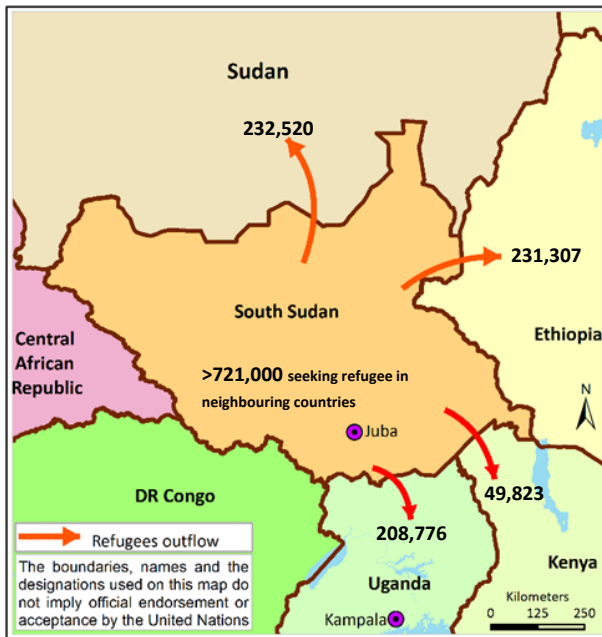 Sudan
232,520
231,307
South Sudan
Central
African
Republic
Ethiopia
>721,000 seeking refugee in
neighbouring countries
N
Juba
DR Congo
49,823
208,776
Refugees outflow
Kenya
The boundaries, names and the
designations used on this map do
not imply official endorsement or
acceptance by the United Nations
Uganda
Kilometers
0 125 250
Kampala